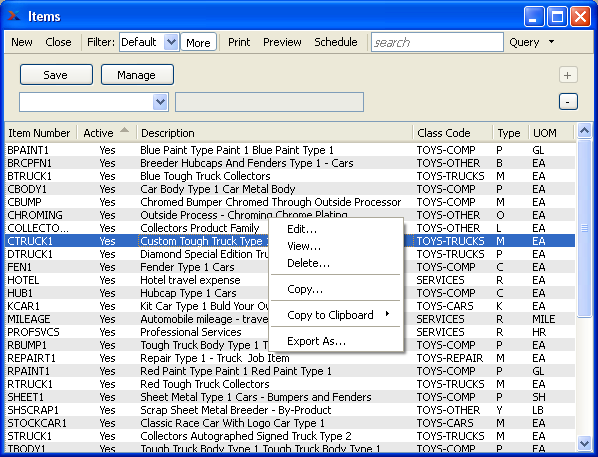 Items
New Close Filter: Default More Print Preview Schedule search Query
Save Manage
+
-
Item Number Active Description Class Code Type UOM
BPAINT1 Yes Blue Paint Type Paint 1 Blue Paint Type 1 TOYS-COMP P GL
BRCPFN1 Yes Breeder Hubcaps And Fenders Type 1 - Cars TOYS-OTHER B EA
BTRUCK1 Yes Blue Tough Truck Collectors TOYS-TRUCKS M EA
CBODY1 Yes Car Body Type 1 Car Metal Body TOYS-COMP P EA
CBUMP Yes Chromed Bumper Chromed Through Outside Processor TOYS-COMP M EA
CHROMING Yes Outside Process - Chroming Chrome Plating TOYS-OTHER O EA
COLLECTO... Yes Collectors Product Family TOYS-OTHER L EA
CTRUCK1 Yes Custom Tough Truck Type 1 TOYS-TRUCKS M EA
DTRUCK1 Yes Diamond Special Edition Tru TOYS-TRUCKS M EA
FEN1 Yes Fender Type 1 Cars TOYS-COMP C EA
HOTEL Yes Hotel travel expense SERVICES R EA
HUB1 Yes Hubcap Type 1 Cars TOYS-COMP C EA
KCAR1 Yes Kit Car Type 1 Buld Your Ow TOYS-CARS K EA
MILEAGE Yes Automobile mileage - trave SERVICES R MILE
PROFSVCS Yes Professional Services SERVICES R HR
RBUMP1 Yes Tough Truck Body Type 1 T TOYS-COMP C EA
REPAIRT1 Yes Repair Type 1 - Truck Job Item TOYS-REPAIR M EA
RPAINT1 Yes Red Paint Type Paint 1 Red Paint Type 1 TOYS-COMP P GL
RTRUCK1 Yes Red Tough Truck Collectors TOYS-TRUCKS M EA
SHEET1 Yes Sheet Metal Type 1 Cars - Bumpers and Fenders TOYS-COMP P SH
SHSCRAP1 Yes Scrap Sheet Metal Breeder - By-Product TOYS-OTHER Y LB
STOCKCAR1 Yes Classic Race Car With Logo Car Type 1 TOYS-CARS M EA
STRUCK1 Yes Collectors Autographed Signed Truck Type 2 TOYS-TRUCKS M EA
TBODY1 Yes Tough Truck Body Type 1 Tough Truck Body TOYS-COMP P EA
Edit...
View...
Delete...
Copy...
Copy to Clipboard
Export As...